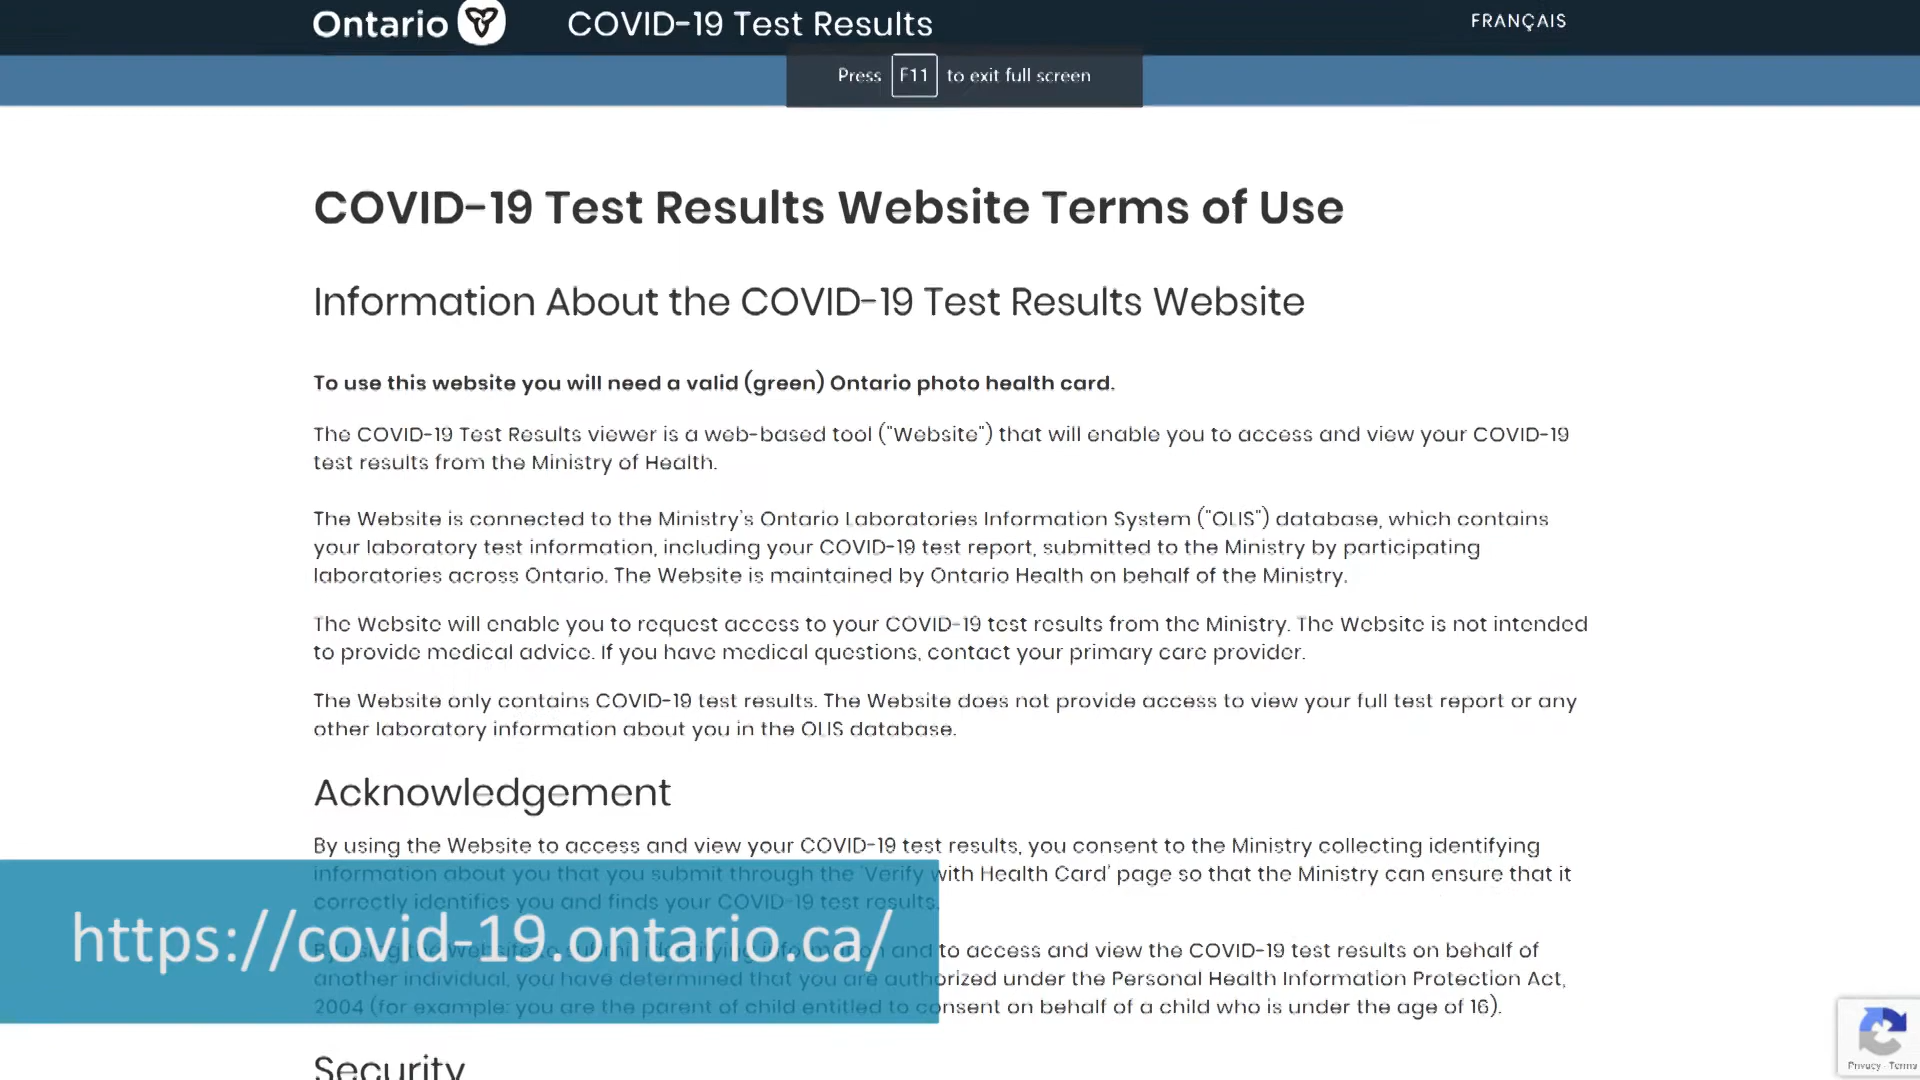 Ontario COVID-19 Test Results FRANÇAIS
Press F11 to exit full screen
COVID-19 Test Results Website Terms of Use
Information About the COVID-19 Test Results Website
To use this website you will need a valid (green) Ontario photo health card.
The COVID-19 Test Results viewer is a web-based tool ("Website") that will enable you to access and view your COVID-19
test results from the Ministry of Health.
The Website is connected to the Ministry's Ontario Laboratories Information System ("OLIS") database, which contains
your laboratory test information, including your COVID-19 test report, submitted to the Ministry by participating
laboratories across Ontario. The Website is maintained by Ontario Health on behalf of the Ministry.
The Website will enable you to request access to your COVID-19 test results from the Ministry. The Website is not intended
to provide medical advice. If you have medical questions, contact your primary care provider.
The Website only contains COVID-19 test results. The Website does not provide access to view your full test report or any
other laboratory information about you in the OLIS database.
Acknowledgement
By using the Website to access and view your COVID-19 test results, you consent to the Ministry collecting identifying
information about you that you submit through the 'Verify with Health Card' page so that the Ministry can ensure that it
correctly identifies you and finds your COVID-19 test results.
https://covid-19.ontario.ca/
By using the Website to submit identifying information and to access and view the COVID-19 test results on behalf of
another individual, you have determined that you are authorized under the Personal Health Information Protection Act,
2004 (for example: you are the parent of child entitled to consent on behalf of a child who is under the age of 16).
Security
Privacy - Terms